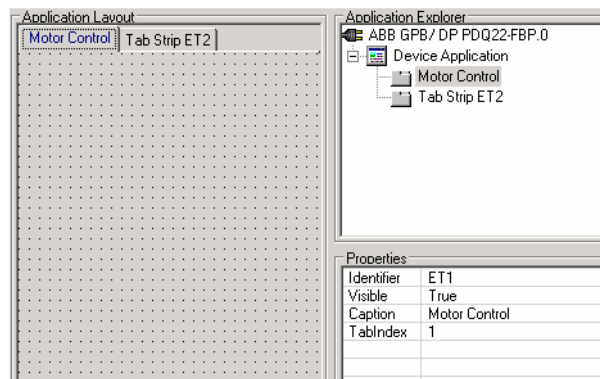 Application Layout
Motor Control Tab Strip ET2
Application Explorer
ABB GPB/ DP PDQ22-FBP.0
Device Application
Motor Control
Tab Strip ET2
Properties
Identifier ET1
Visible True
Caption Motor Control
TabIndex 1